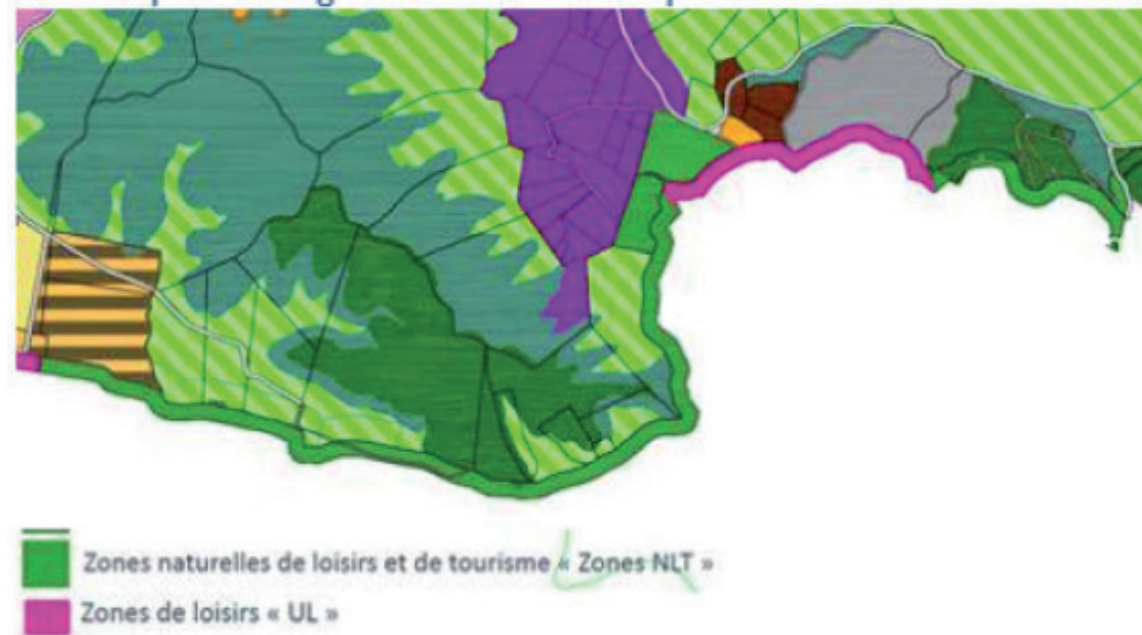 Zones naturelles de loisirs et de tourisme « Zones NLT »
Zones de loisirs « UL »